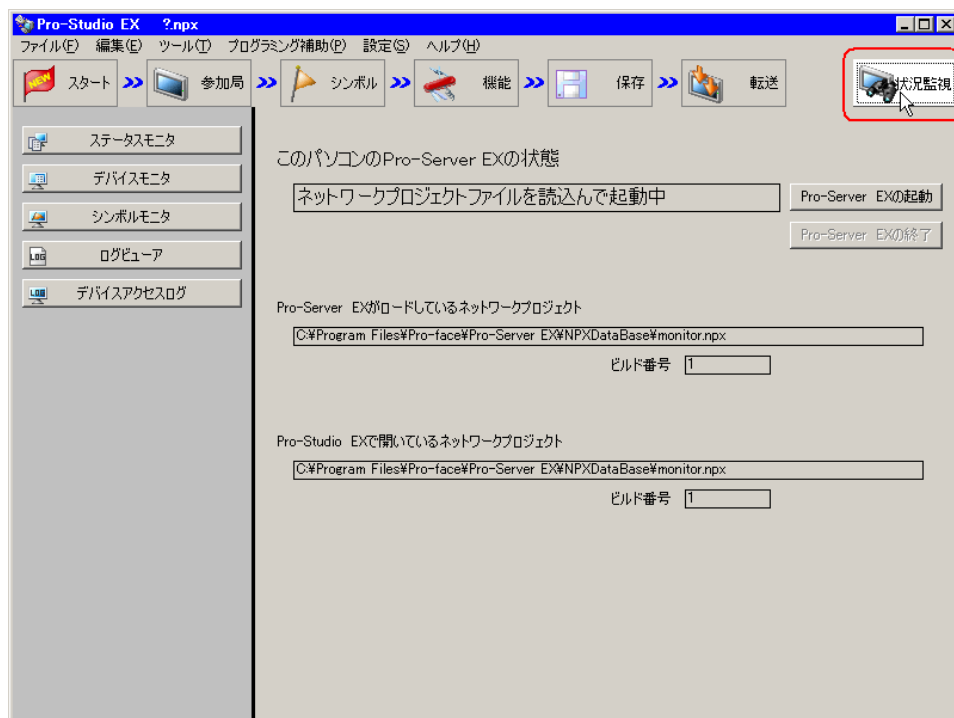 Pro-Studio EX ?.npx
ファイル(F) 編集(E) ツール(T) プログラミング補助(P) 設定(S) ヘルプ(H)
NEW スタート 参加局 シンボル 機能 保存 転送 状況監視
ステータスモニタ
デバイスモニタ
シンボルモニタ
LOG ログビューア
LOG デバイスアクセスログ
このパソコンのPro-Server EXの状態
ネットワークプロジェクトファイルを読込んで起動中
Pro-Server EXの起動
Pro-Server EXの終了
Pro-Server EXがロードしているネットワークプロジェクト
C:¥Program Files¥Pro-face¥Pro-Server EX¥NPXDataBase¥monitor.npx
ビルド番号 1
Pro-Studio EXで開いているネットワークプロジェクト
C:¥Program Files¥Pro-face¥Pro-Server EX¥NPXDataBase¥monitor.npx
ビルド番号 1